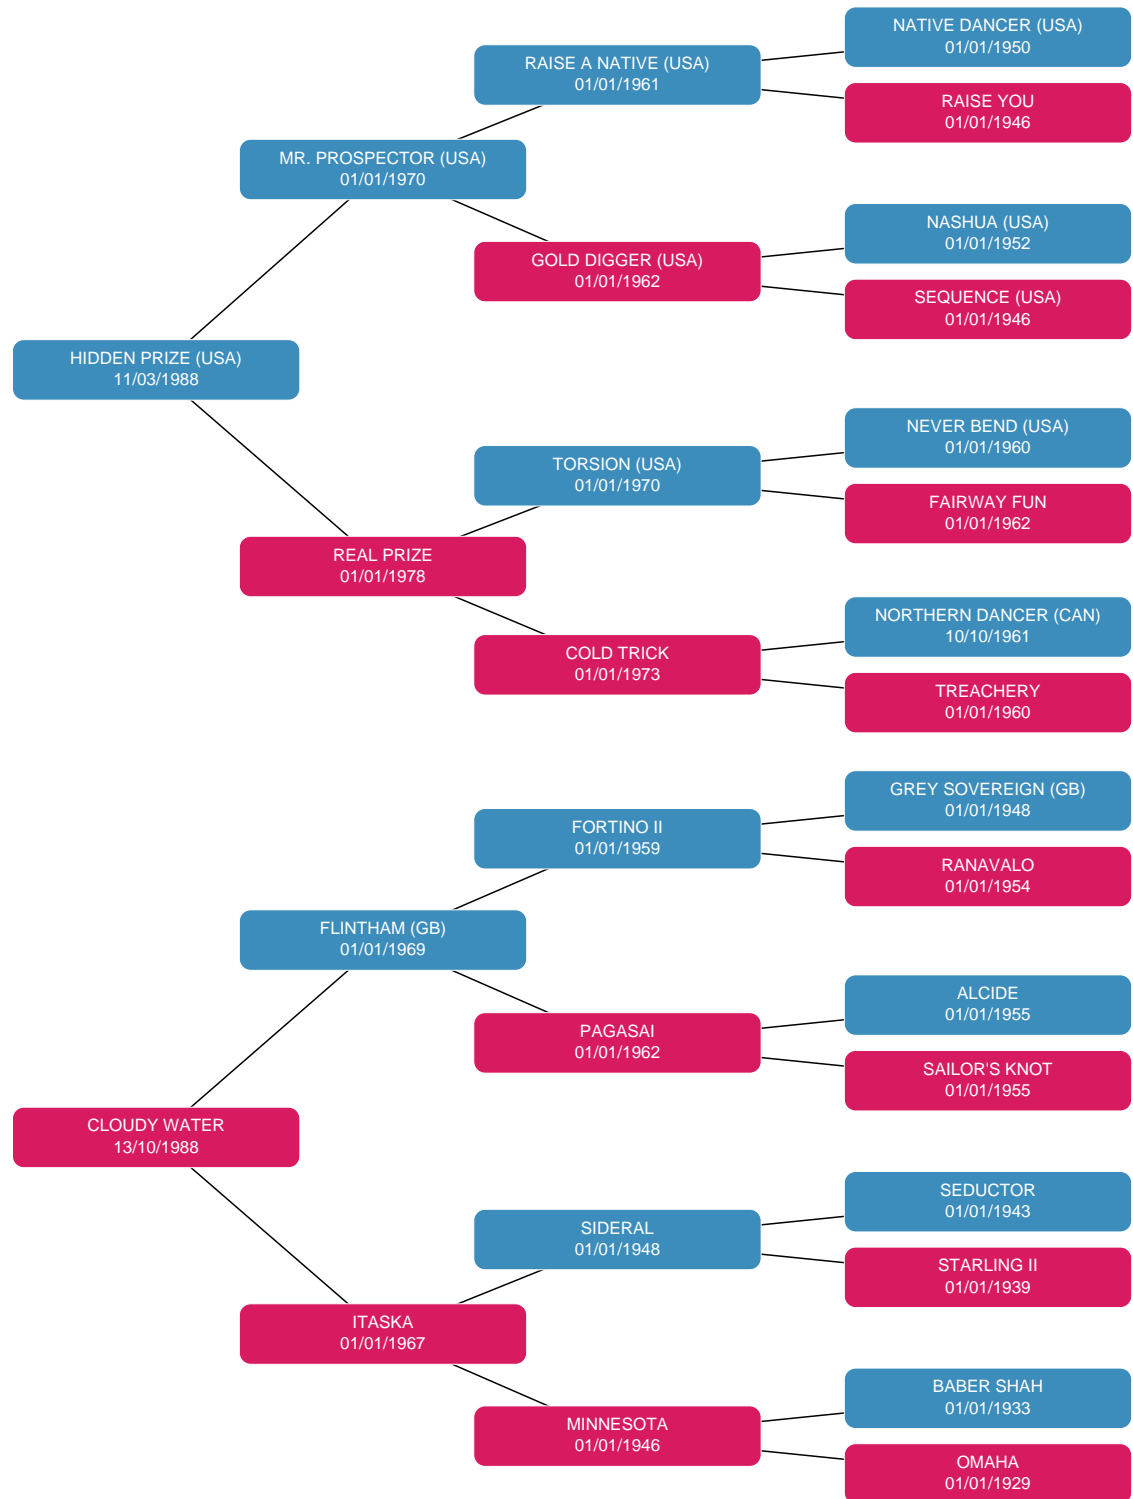 NATIVE DANCER (USA)
01/01/1950
RAISE A NATIVE (USA)
01/01/1961
RAISE YOU
01/01/1946
MR. PROSPECTOR (USA)
01/01/1970
NASHUA (USA)
01/01/1952
GOLD DIGGER (USA)
01/01/1962
SEQUENCE (USA)
01/01/1946
HIDDEN PRIZE (USA)
11/03/1988
NEVER BEND (USA)
01/01/1960
TORSION (USA)
01/01/1970
FAIRWAY FUN
01/01/1962
REAL PRIZE
01/01/1978
NORTHERN DANCER (CAN)
10/10/1961
COLD TRICK
01/01/1973
TREACHERY
01/01/1960
GREY SOVEREIGN (GB)
01/01/1948
FORTINO II
01/01/1959
RANAVALO
01/01/1954
FLINTHAM (GB)
01/01/1969
ALCIDE
01/01/1955
PAGASAI
01/01/1962
SAILOR'S KNOT
01/01/1955
CLOUDY WATER
13/10/1988
SEDUCTOR
01/01/1943
SIDERAL
01/01/1948
STARLING II
01/01/1939
ITASKA
01/01/1967
BABER SHAH
01/01/1933
MINNESOTA
01/01/1946
OMAHA
01/01/1929